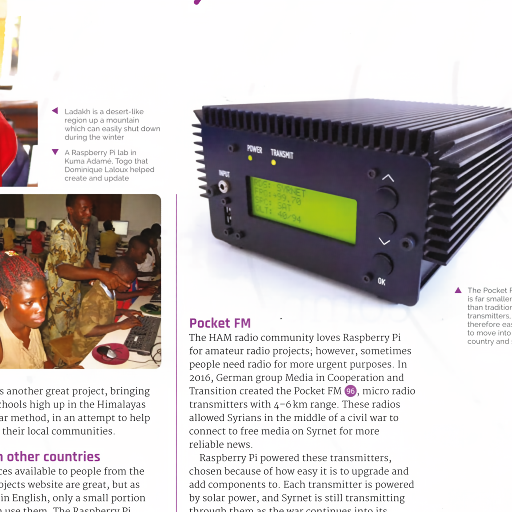 Ladakh is a desert-like
region up a mountain
which can easily shut down
during the winter
A Raspberry Pi lab in
Kuma Adamé, Togo that
Dominique Laloux helped
create and update
s another great project, bringing
chools high up in the Himalayas
ar method, in an attempt to help
their local communities.
n other countries
ces available to people from the
ojects website are great, but as
in English, only a small portion
use them. The Raspberry Pi
POWER TRANSMIT
INPUT
OK
The Pocket F
is far smaller
than tradition
transmitters,
therefore eas
to move into
country and
Pocket FM
The HAM radio community loves Raspberry Pi
for amateur radio projects; however, sometimes
people need radio for more urgent purposes. In
2016, German group Media in Cooperation and
Transition created the Pocket FM 96, micro radio
transmitters with 4–6km range. These radios
allowed Syrians in the middle of a civil war to
connect to free media on Syrnet for more
reliable news.
Raspberry Pi powered these transmitters,
chosen because of how easy it is to upgrade and
add components to. Each transmitter is powered
by solar power, and Syrnet is still transmitting
through them as the war continues into its